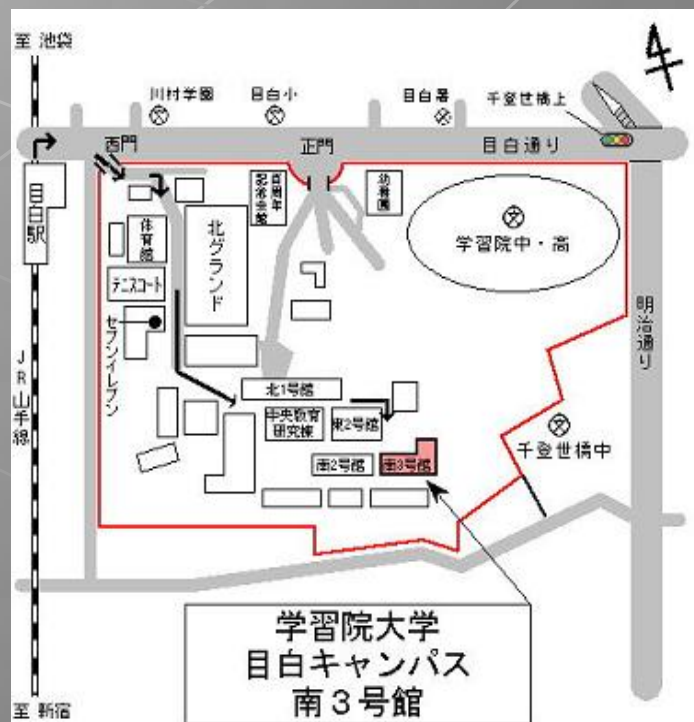 至 池袋
川村学園
目白小
目白署
千登世橋上
西門
正門
目白通り
目白駅
百周年
記念会館
幼稚園
体育館
北グランド
学習院中・高
テニスコート
セブンイレブン
明治通り
JR山手線
北1号館
中央教育
研究棟
東2号館
千登世橋中
南2号館
南3号館
学習院大学
目白キャンパス
南3号館
至 新宿